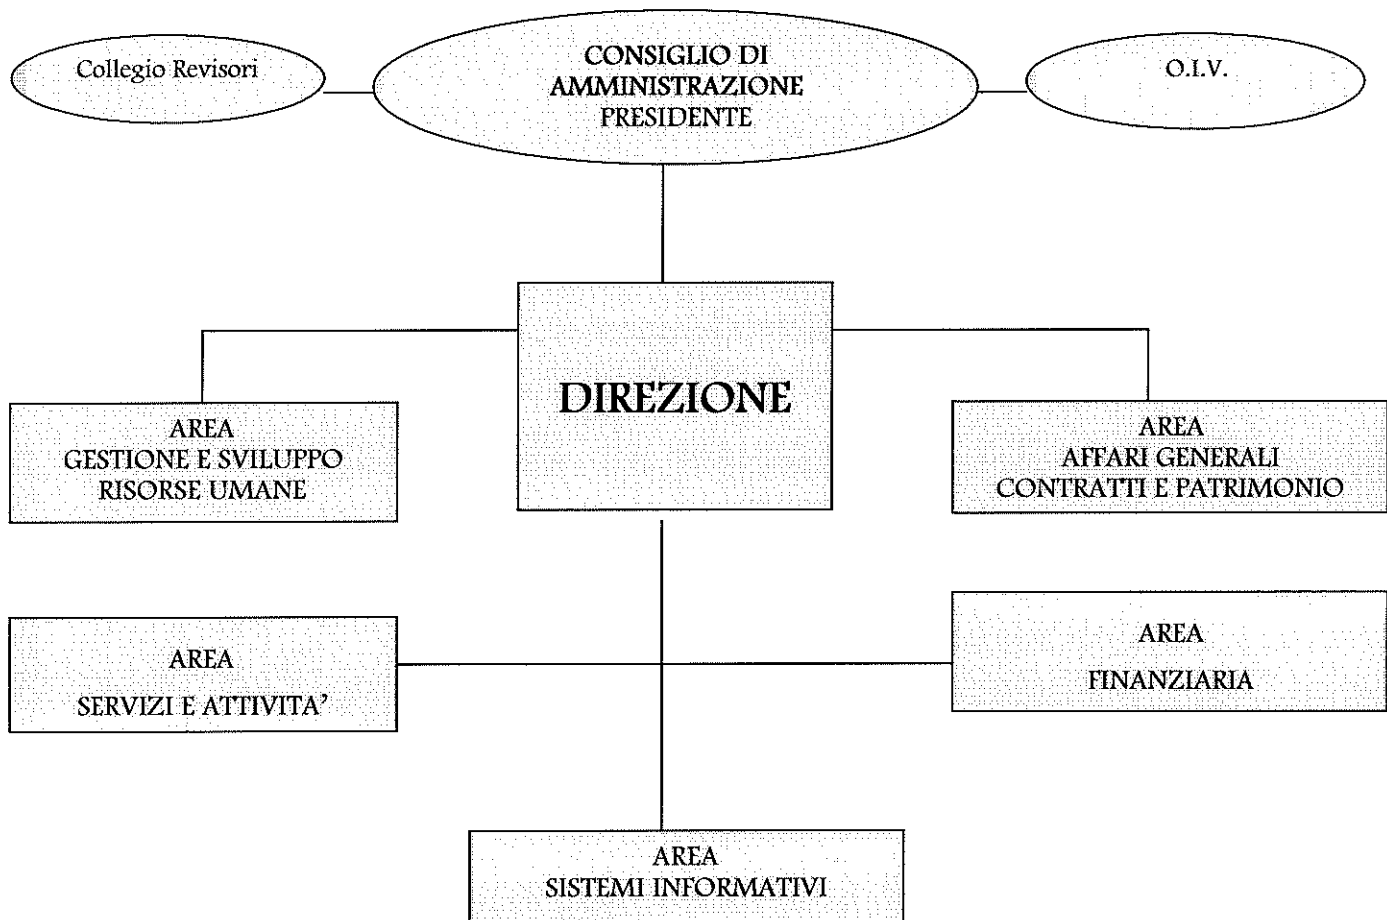 Collegio Revisori
CONSIGLIO DI
AMMINISTRAZIONE
PRESIDENTE
O.I.V.
DIREZIONE
AREA
GESTIONE E SVILUPPO
RISORSE UMANE
AREA
AFFARI GENERALI
CONTRATTI E PATRIMONIO
AREA
SERVIZI E ATTIVITA’
AREA
FINANZIARIA
AREA
SISTEMI INFORMATIVI